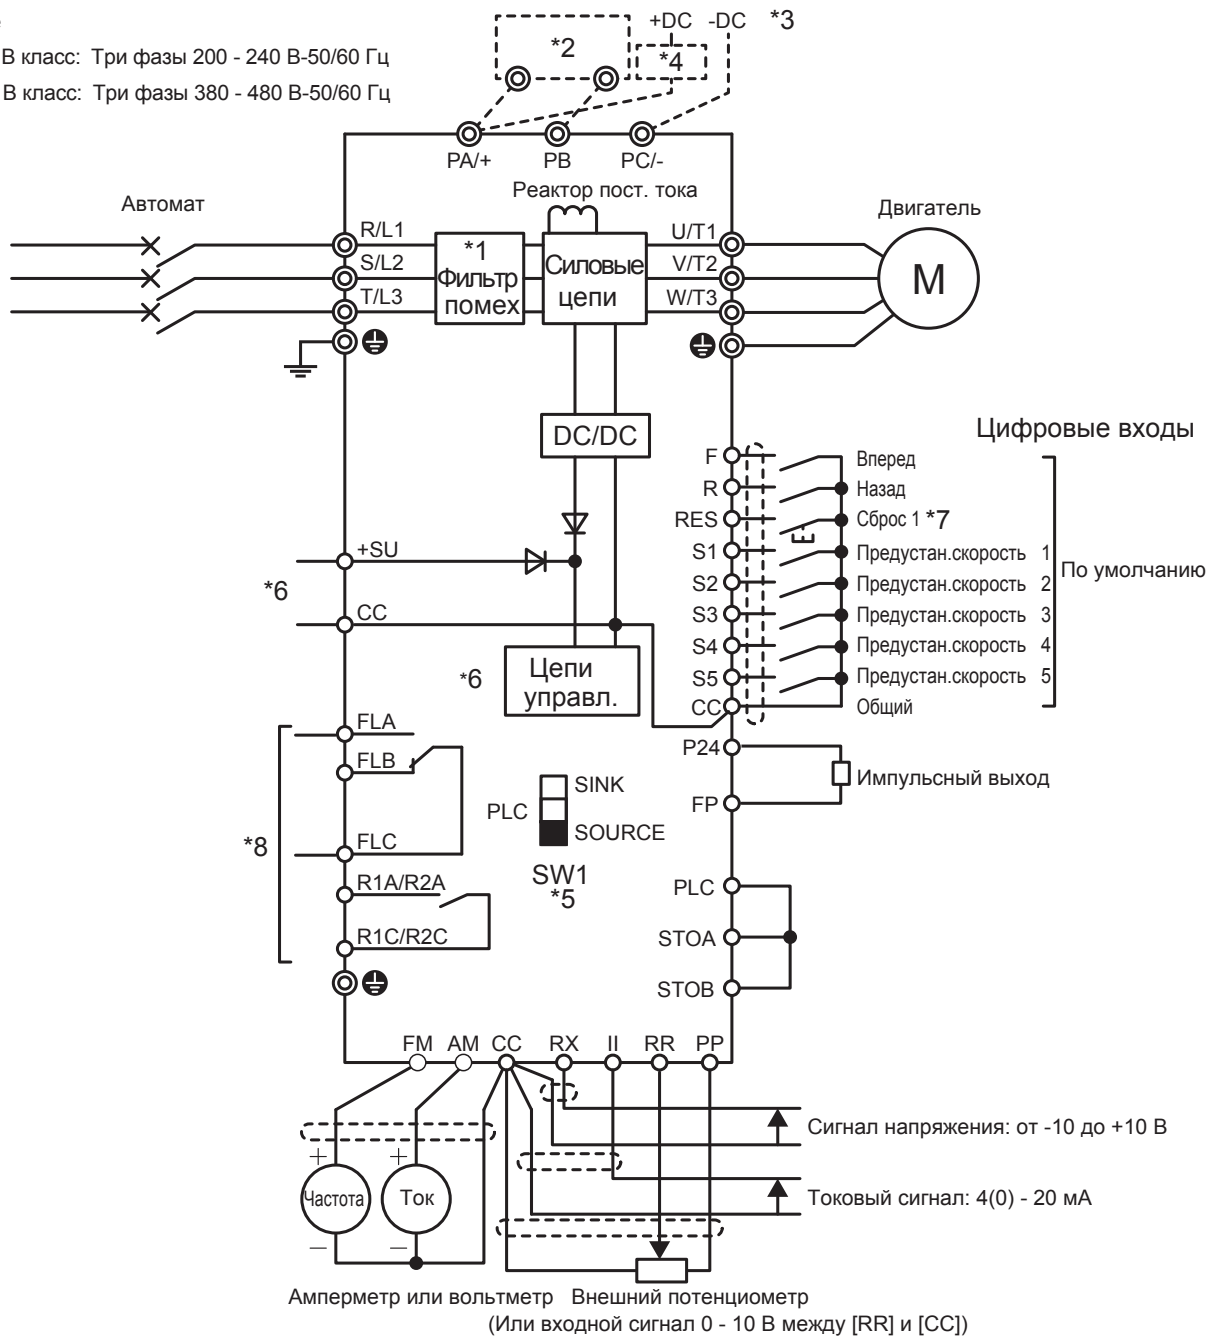 +DC -DC *3
*2
*4
В класс: Три фазы 200 - 240 В-50/60 Гц
В класс: Три фазы 380 - 480 В-50/60 Гц
PA/+ PB PC/-
Реактор пост. тока
Автомат
Двигатель
R/L1
S/L2
T/L3
*1
Фильтр
помех
Силовые
цепи
U/T1
V/T2
W/T3
M
DC/DC
Цифровые входы
F Вперед
R Назад
RES Сброс 1 *7
S1 Предустан.скорость 1
S2 Предустан.скорость 2
S3 Предустан.скорость 3
S4 Предустан.скорость 4
S5 Предустан.скорость 5
CC Общий
По умолчанию
+SU
*6
CC
*6
Цепи
управл.
FLA
FLB
FLC
*8
R1A/R2A
R1C/R2C
SINK
PLC
SOURCE
SW1
*5
P24
Импульсный выход
FP
PLC
STOA
STOB
FM AM CC RX II RR PP
Сигнал напряжения: от -10 до +10 В
Токовый сигнал: 4(0) - 20 мА
+ +
Частота Ток
− −
Амперметр или вольтметр Внешний потенциометр
(Или входной сигнал 0 - 10 В между [RR] и [CC])